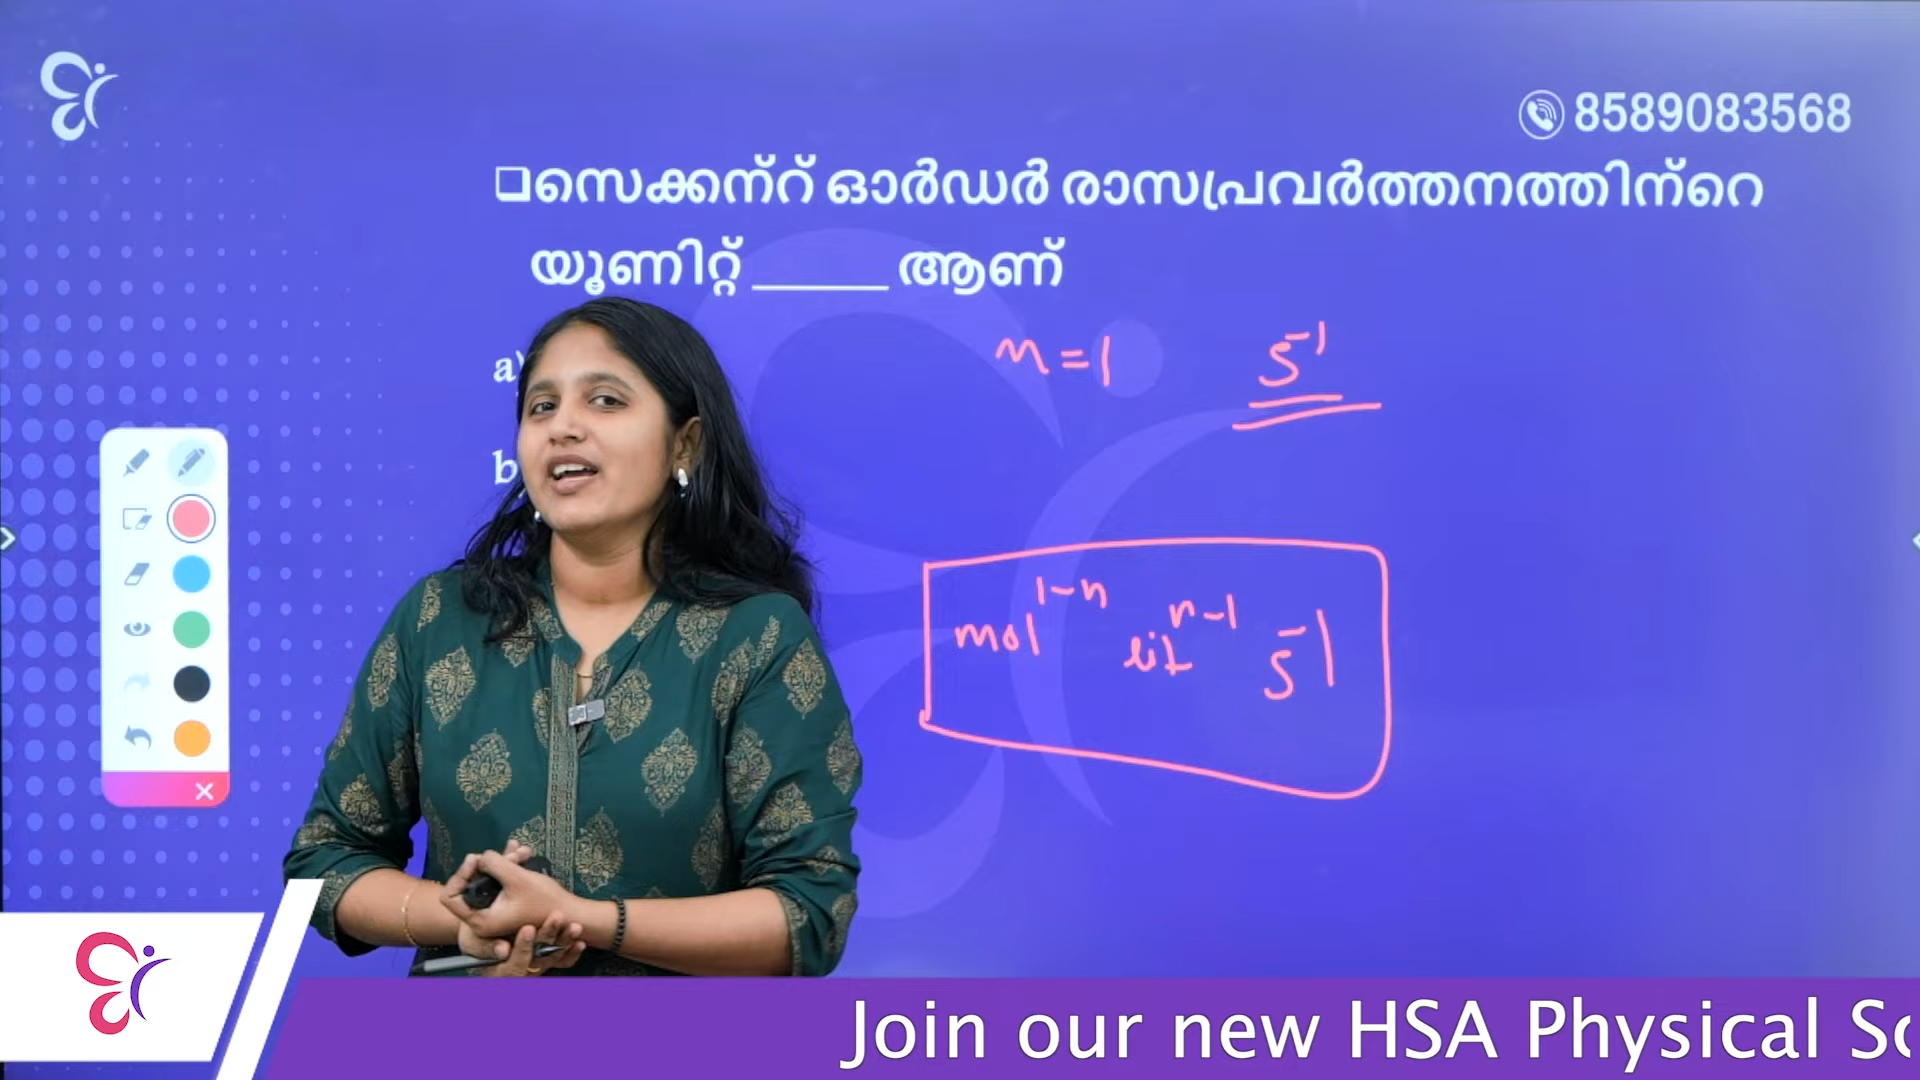 8589083568
❑സെക്കന്റ് ഓർഡർ രാസപ്രവർത്തനത്തിന്റെ
യൂണിറ്റ് _____ ആണ്
a)
n = 1 s⁻¹
b
mol¹⁻ⁿ litⁿ⁻¹ s⁻¹
Join our new HSA Physical Sc